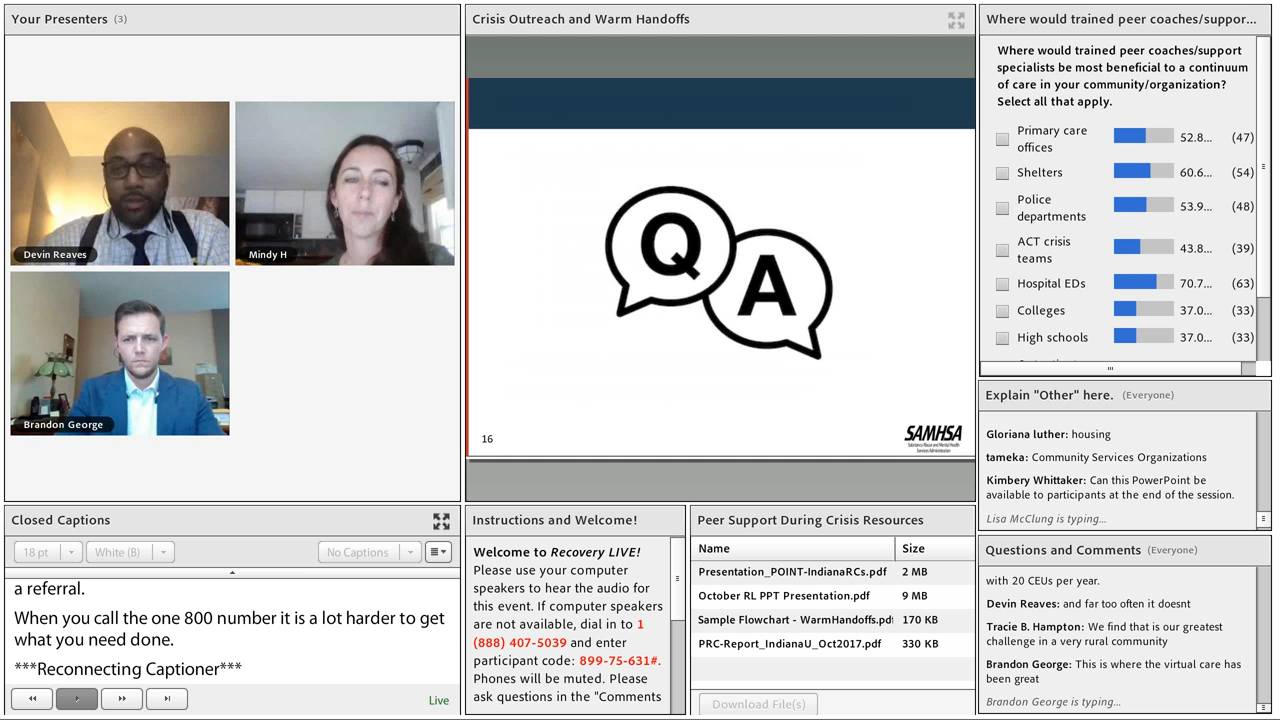 Your Presenters (3)
Devin Reaves
Mindy H
Brandon George
Crisis Outreach and Warm Handoffs
Q
A
16
SAMHSA
Substance Abuse and Mental Health
Services Administration
Where would trained peer coaches/suppor...
Where would trained peer coaches/support
specialists be most beneficial to a continuum
of care in your community/organization?
Select all that apply.
Primary care
offices
52.8... (47)
Shelters 60.6... (54)
Police
departments
53.9... (48)
ACT crisis
teams
43.8... (39)
Hospital EDs 70.7... (63)
Colleges 37.0... (33)
High schools 37.0... (33)
Explain "Other" here. (Everyone)
Gloriana luther: housing
tameka: Community Services Organizations
Kimbery Whittaker: Can this PowerPoint be
available to participants at the end of the session.
Lisa McClung is typing...
Closed Captions
18 pt White (B) No Captions
a referral.
When you call the one 800 number it is a lot harder to get
what you need done.
***Reconnecting Captioner***
Live
Instructions and Welcome!
Welcome to Recovery LIVE!
Please use your computer
speakers to hear the audio for
this event. If computer speakers
are not available, dial in to 1
(888) 407-5039 and enter
participant code: 899-75-631#.
Phones will be muted. Please
ask questions in the "Comments
Peer Support During Crisis Resources
Name Size
Presentation_POINT-IndianaRCs.pdf 2 MB
October RL PPT Presentation.pdf 9 MB
Sample Flowchart - WarmHandoffs.pdf 170 KB
PRC-Report_IndianaU_Oct2017.pdf 330 KB
Download File(s)
Questions and Comments (Everyone)
with 20 CEUs per year.
Devin Reaves: and far too often it doesnt
Tracie B. Hampton: We find that is our greatest
challenge in a very rural community
Brandon George: This is where the virtual care has
been great
Brandon George is typing...